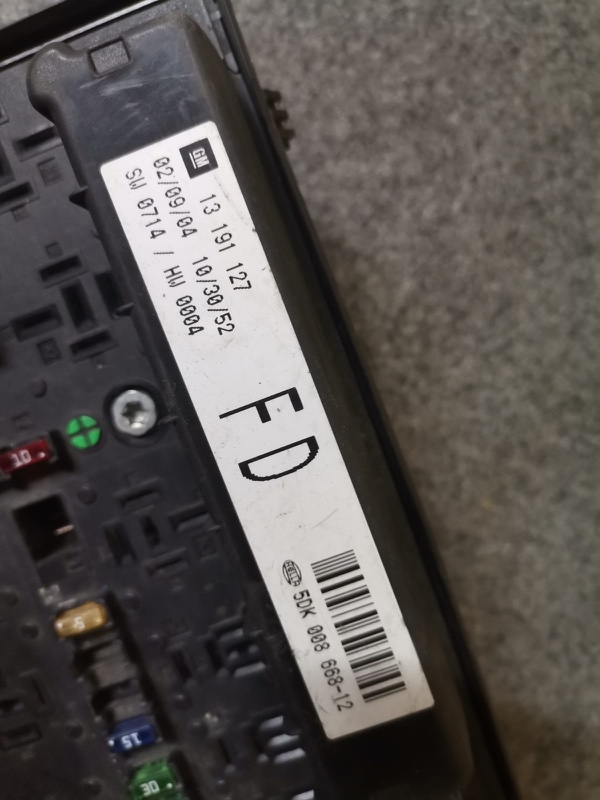 GM 13 191 127
02/09/04 10/30/52
SW 0714 / HW 0004
FD
HELLA 5DK 008 668-12
10
5
15
30